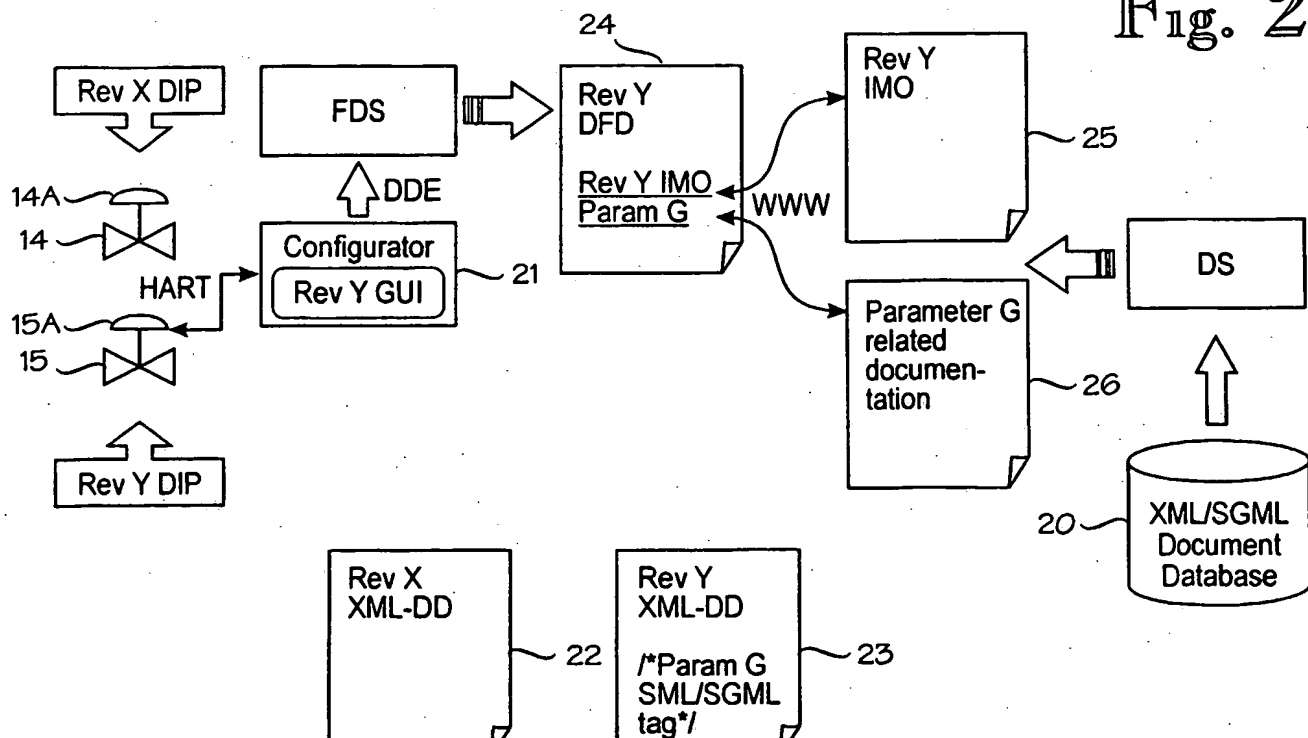 Fig. 2
24
Rev X DIP
FDS
Rev Y
DFD
Rev Y IMO
Param G
Rev Y
IMO
25
14A
14
DDE
WWW
Configurator
Rev Y GUI
21
HART
15A
15
DS
Parameter G
related
documen-
tation
26
Rev Y DIP
20
XML/SGML
Document
Database
Rev X
XML-DD
22
Rev Y
XML-DD
/*Param G
SML/SGML
tag*/
23